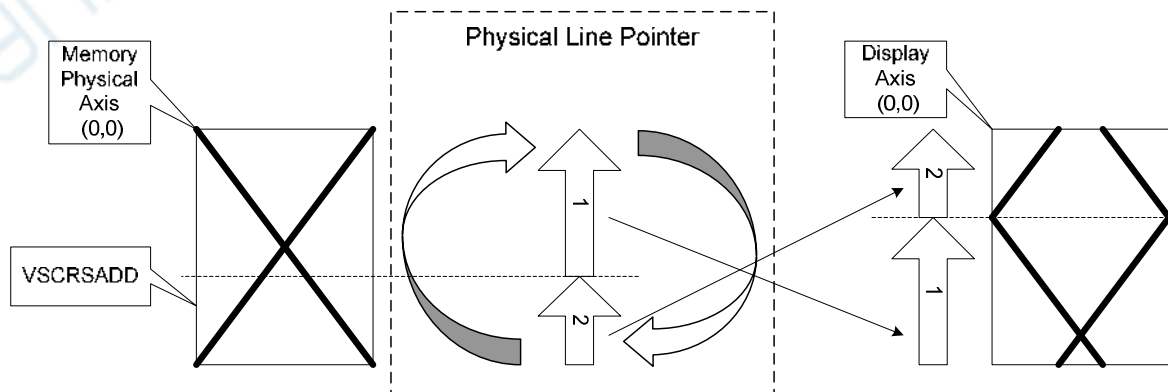 Physical Line Pointer
Memory
Physical
Axis
(0,0)
VSCRSADD
1
2
Display
Axis
(0,0)
2
1